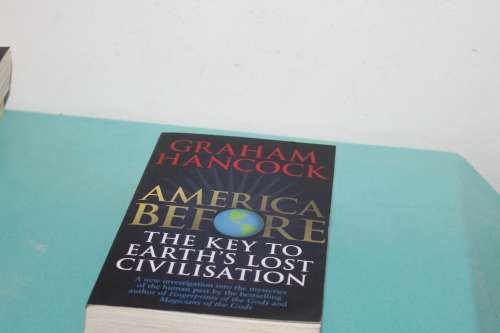 GRAHAM
HANCOCK
AMERICA
BEFORE
THE KEY TO
EARTH'S LOST
CIVILISATION
A new investigation into the mysteries
of the human past by the bestselling
author of Fingerprints of the Gods and
Magicians of the Gods